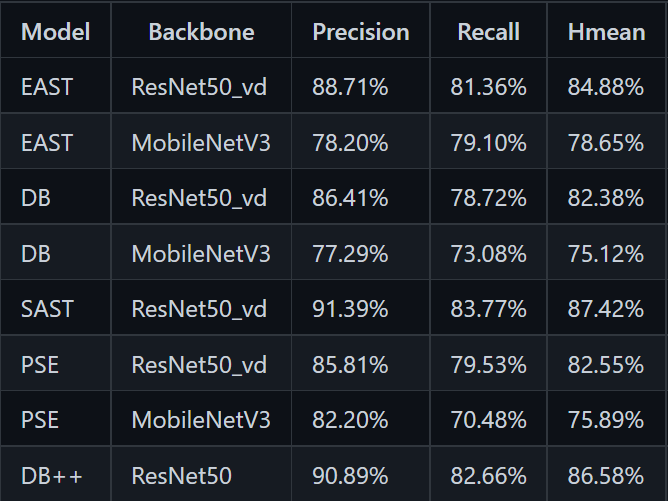 Model Backbone Precision Recall Hmean
EAST ResNet50_vd 88.71% 81.36% 84.88%
EAST MobileNetV3 78.20% 79.10% 78.65%
DB ResNet50_vd 86.41% 78.72% 82.38%
DB MobileNetV3 77.29% 73.08% 75.12%
SAST ResNet50_vd 91.39% 83.77% 87.42%
PSE ResNet50_vd 85.81% 79.53% 82.55%
PSE MobileNetV3 82.20% 70.48% 75.89%
DB++ ResNet50 90.89% 82.66% 86.58%